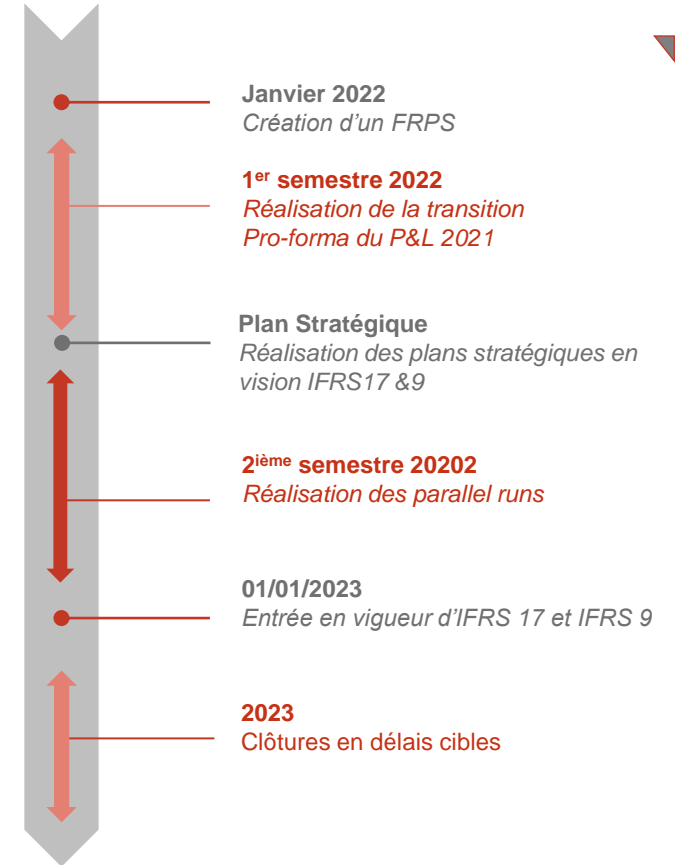 Janvier 2022
Création d'un FRPS
1er semestre 2022
Réalisation de la transition
Pro-forma du P&L 2021
Plan Stratégique
Réalisation des plans stratégiques en
vision IFRS17 &9
2ième semestre 20202
Réalisation des parallel runs
01/01/2023
Entrée en vigueur d'IFRS 17 et IFRS 9
2023
Clôtures en délais cibles